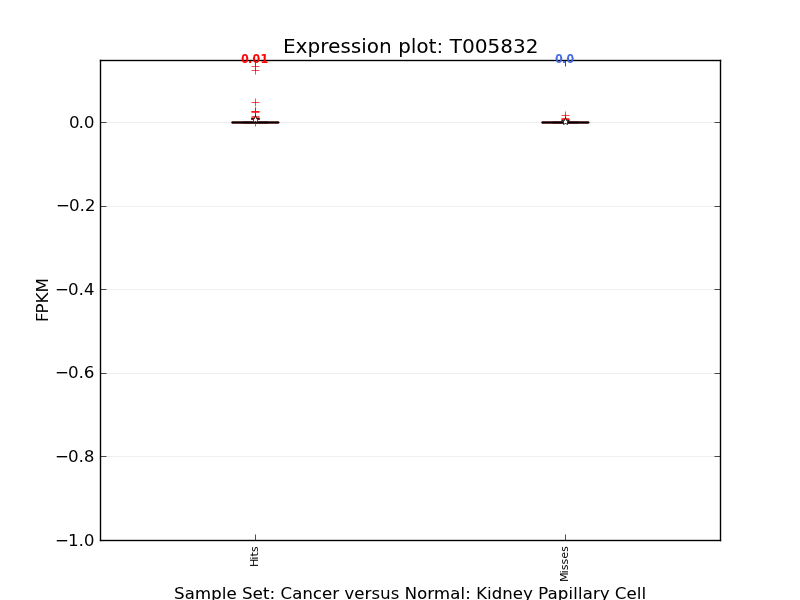 Expression plot: T005832
0.01
0.0
0.0
−0.2
−0.4
−0.6
−0.8
−1.0
FPKM
Hits
Misses
Sample Set: Cancer versus Normal: Kidney Papillary Cell